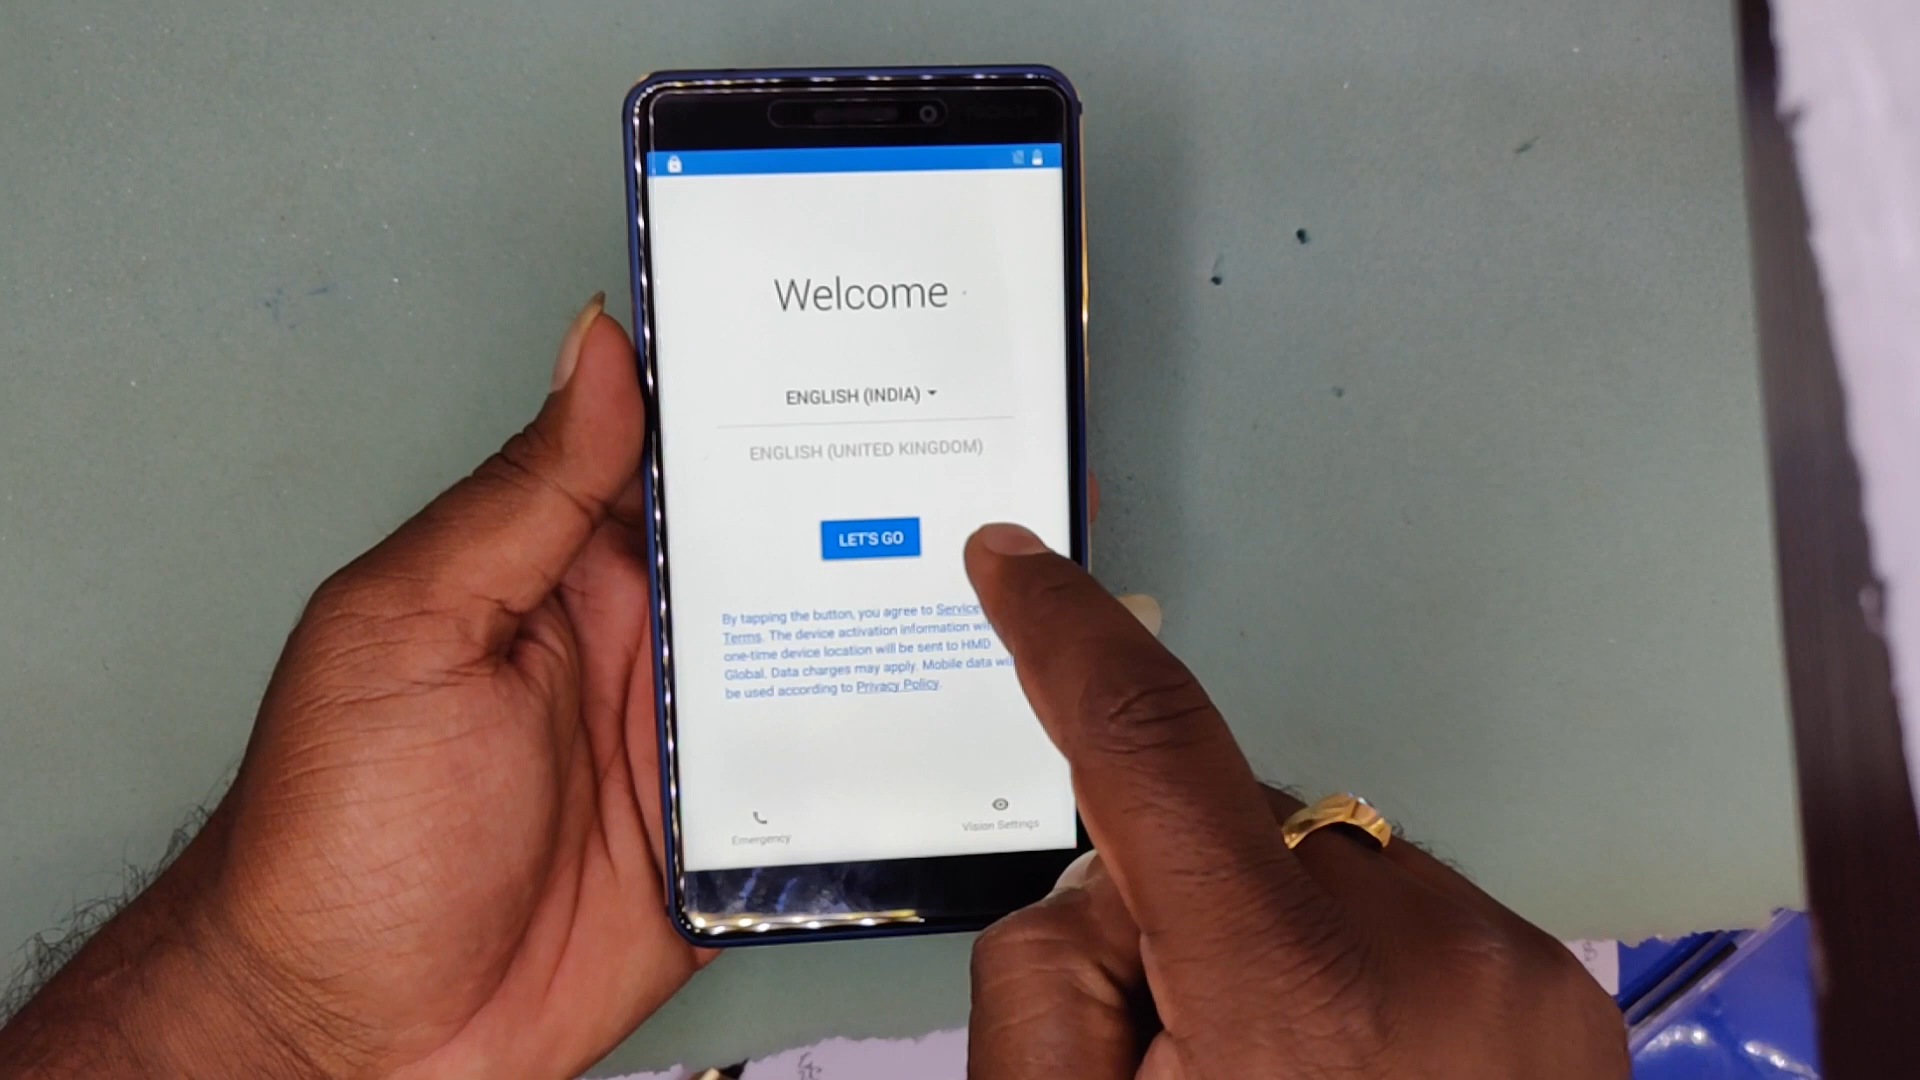 NOKIA
Welcome
ENGLISH (INDIA)
ENGLISH (UNITED KINGDOM)
LET'S GO
By tapping the button, you agree to Service
Terms. The device activation information
one-time device location will be sent to HMD
Global. Data charges may apply. Mobile data will
be used according to Privacy Policy.
Emergency
Vision Settings